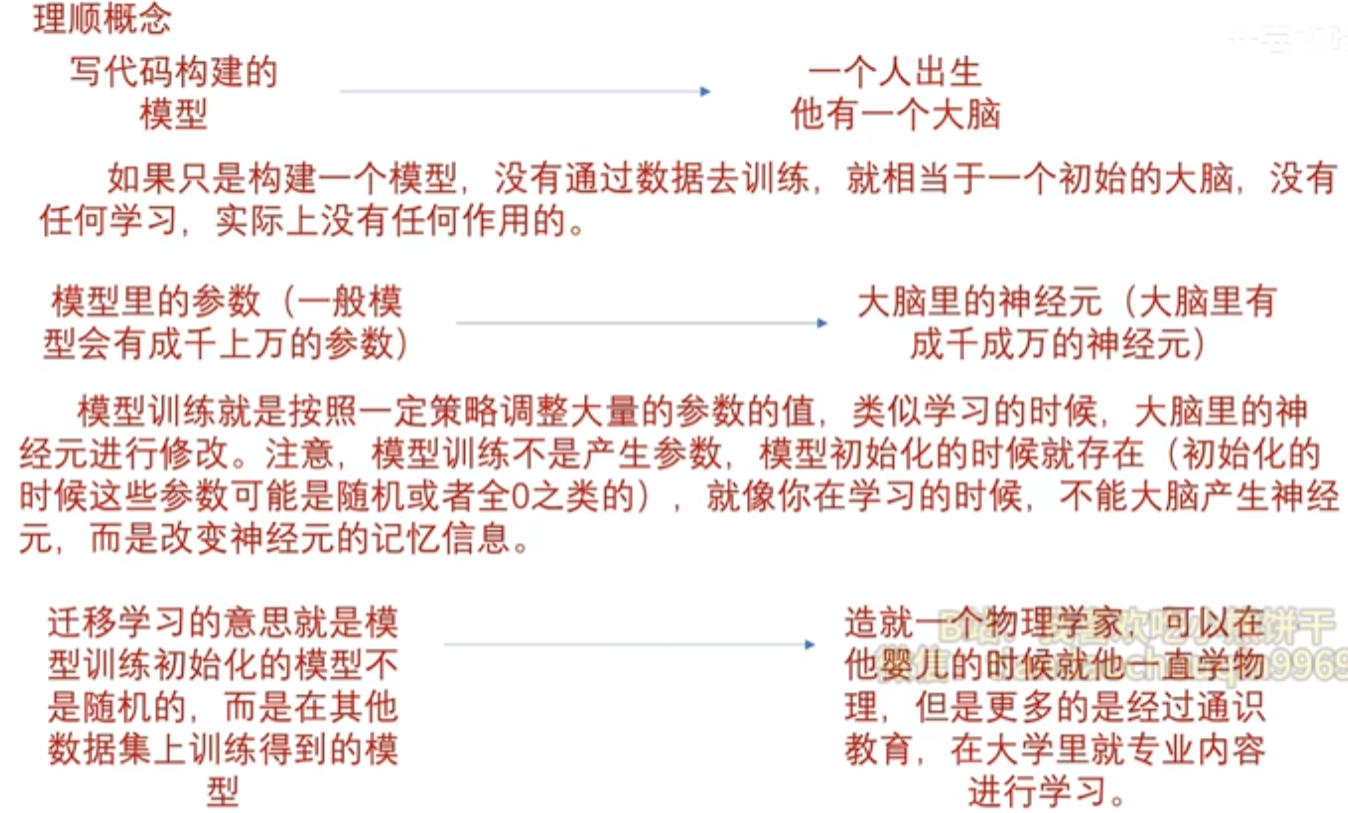 理顺概念
写代码构建的
模型
一个人出生
他有一个大脑
如果只是构建一个模型，没有通过数据去训练，就相当于一个初始的大脑，没有
任何学习，实际上没有任何作用的。
模型里的参数（一般模
型会有成千上万的参数）
大脑里的神经元（大脑里有
成千成万的神经元）
模型训练就是按照一定策略调整大量的参数的值，类似学习的时候，大脑里的神
经元进行修改。注意，模型训练不是产生参数，模型初始化的时候就存在（初始化的
时候这些参数可能是随机或者全0之类的），就像你在学习的时候，不能大脑产生神经
元，而是改变神经元的记忆信息。
迁移学习的意思就是模
型训练初始化的模型不
是随机的，而是在其他
数据集上训练得到的模
型
造就一个物理学家，可以在
他婴儿的时候就他一直学物
理，但是更多的是经过通识
教育，在大学里就专业内容
进行学习。